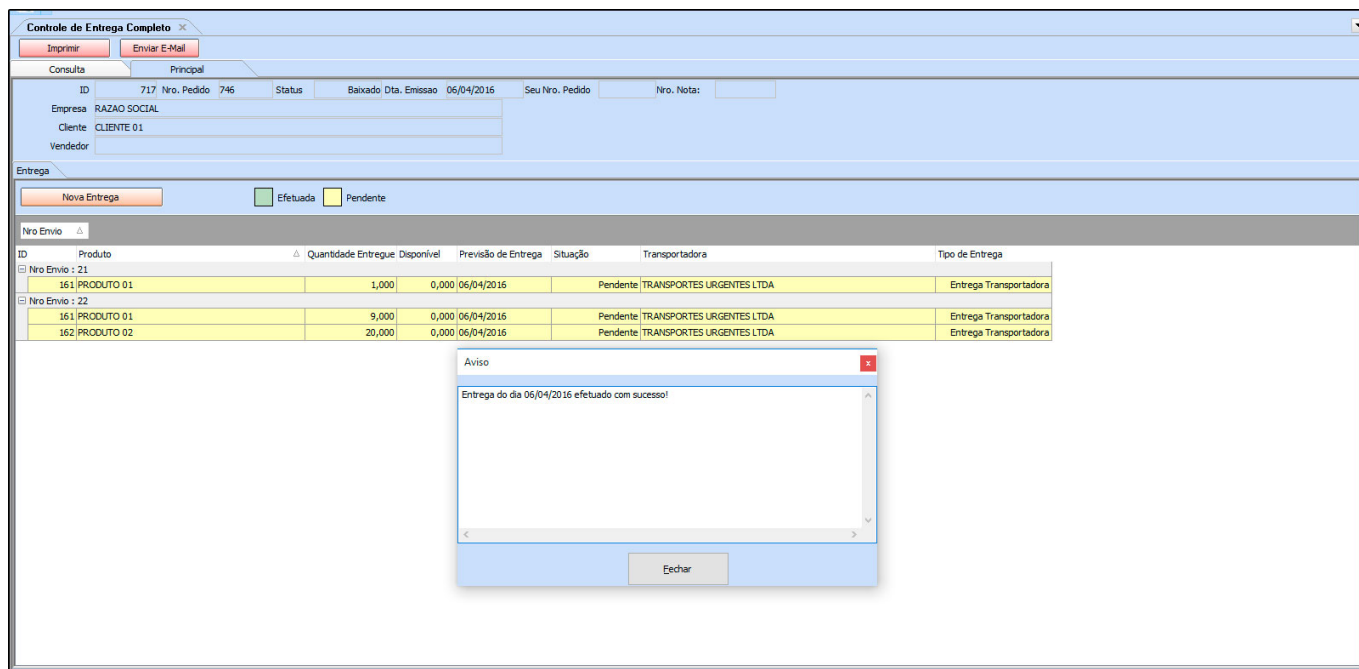 Controle de Entrega Completo
Imprimir Enviar E-Mail
Consulta Principal
ID 717 Nro. Pedido 746 Status Baixado Dta. Emissao 06/04/2016 Seu Nro. Pedido Nro. Nota:
Empresa RAZAO SOCIAL
Cliente CLIENTE 01
Vendedor
Entrega
Nova Entrega Efetuada Pendente
Nro Envio
ID Produto Quantidade Entregue Disponível Previsão de Entrega Situação Transportadora Tipo de Entrega
Nro Envio : 21
161 PRODUTO 01 1,000 0,000 06/04/2016 Pendente TRANSPORTES URGENTES LTDA Entrega Transportadora
Nro Envio : 22
161 PRODUTO 01 9,000 0,000 06/04/2016 Pendente TRANSPORTES URGENTES LTDA Entrega Transportadora
162 PRODUTO 02 20,000 0,000 06/04/2016 Pendente TRANSPORTES URGENTES LTDA Entrega Transportadora
Aviso
Entrega do dia 06/04/2016 efetuado com sucesso!
Fechar